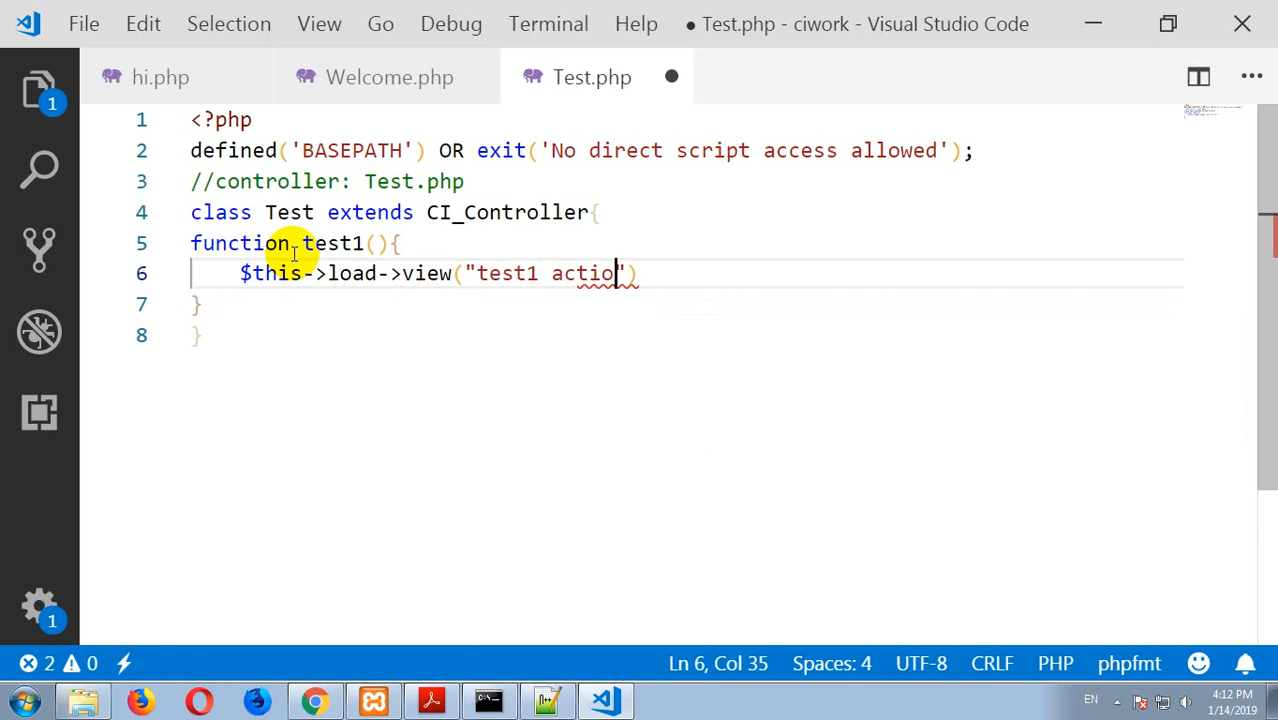 File Edit Selection View Go Debug Terminal Help ● Test.php - ciwork - Visual Studio Code
hi.php Welcome.php Test.php
1
1 <?php
2 defined('BASEPATH') OR exit('No direct script access allowed');
3 //controller: Test.php
4 class Test extends CI_Controller{
5 function test1(){
6 $this->load->view("test1 actio")
7 }
8 }
1
2 0 Ln 6, Col 35 Spaces: 4 UTF-8 CRLF PHP phpfmt
EN 4:12 PM
1/14/2019